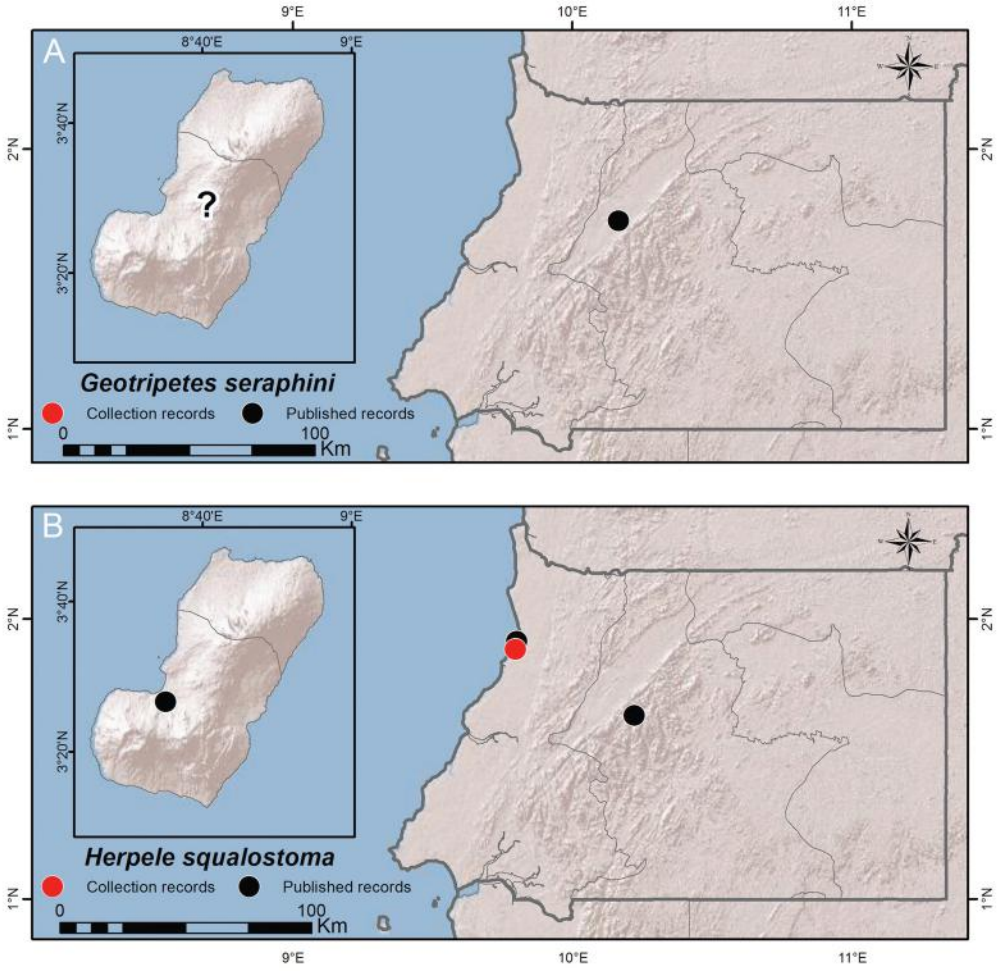 9°E 10°E 11°E
A
8°40'E 9°E
3°40'N
3°20'N
?
2°N 2°N
1°N 1°N
Geotripetes seraphini
Collection records Published records
0 100
Km
B
8°40'E 9°E
3°40'N
3°20'N
2°N 2°N
1°N 1°N
Herpele squalostoma
Collection records Published records
0 100
Km
9°E 10°E 11°E